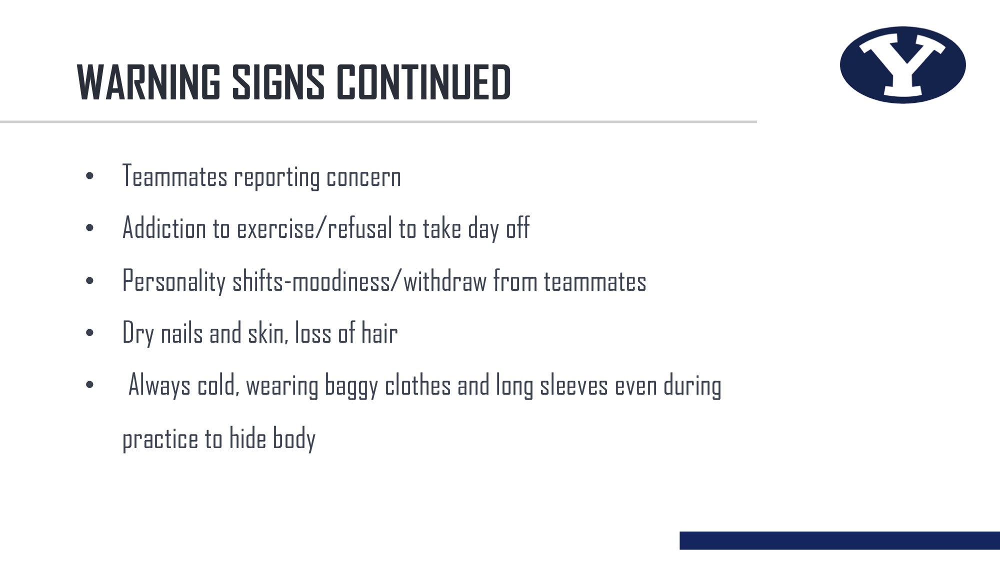 Y
WARNING SIGNS CONTINUED
• Teammates reporting concern
• Addiction to exercise/refusal to take day off
• Personality shifts-moodiness/withdraw from teammates
• Dry nails and skin, loss of hair
• Always cold, wearing baggy clothes and long sleeves even during
practice to hide body